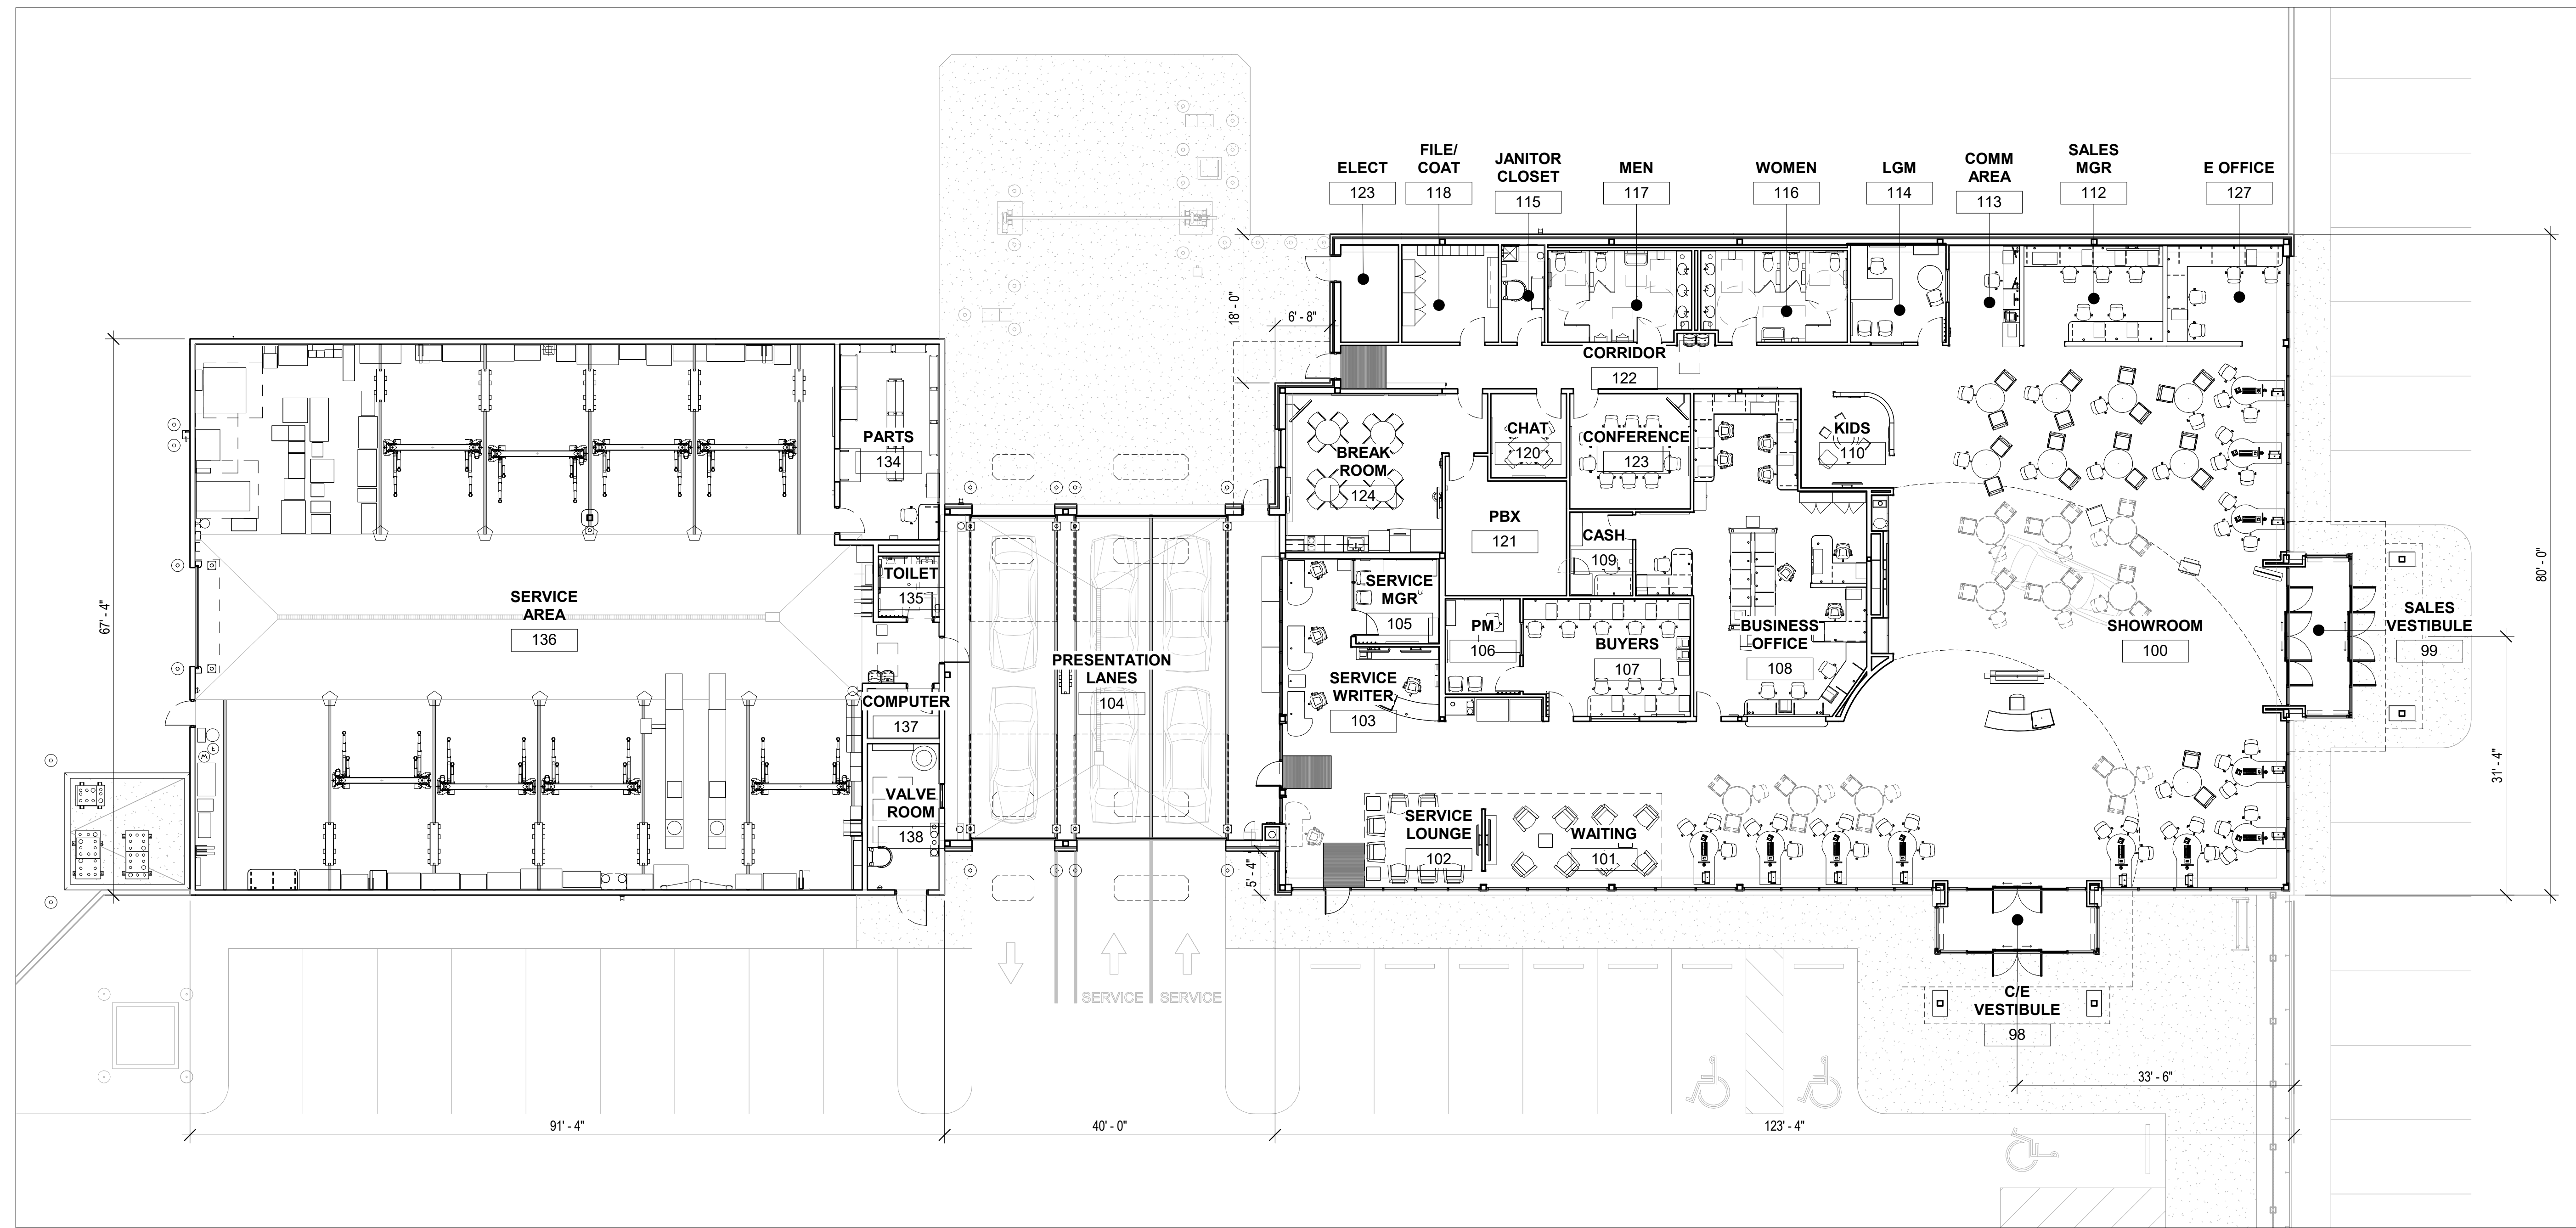 ELECT
123
FILE/
COAT
118
JANITOR
CLOSET
115
MEN
117
WOMEN
116
LGM
114
COMM
AREA
113
SALES
MGR
112
E OFFICE
127
18' - 0"
6' - 8"
CORRIDOR
122
PARTS
134
BREAK
ROOM
124
CHAT
120
CONFERENCE
123
KIDS
110
PBX
121
CASH
109
TOILET
135
SERVICE
AREA
136
67' - 4"
80' - 0"
SERVICE
MGR
105
PM
106
BUYERS
107
BUSINESS
OFFICE
108
SHOWROOM
100
SALES
VESTIBULE
99
PRESENTATION
LANES
104
SERVICE
WRITER
103
COMPUTER
137
31' - 4"
VALVE
ROOM
138
SERVICE
LOUNGE
102
WAITING
101
5' - 4"
SERVICE
SERVICE
C/E
VESTIBULE
98
33' - 6"
91' - 4"
40' - 0"
123' - 4"